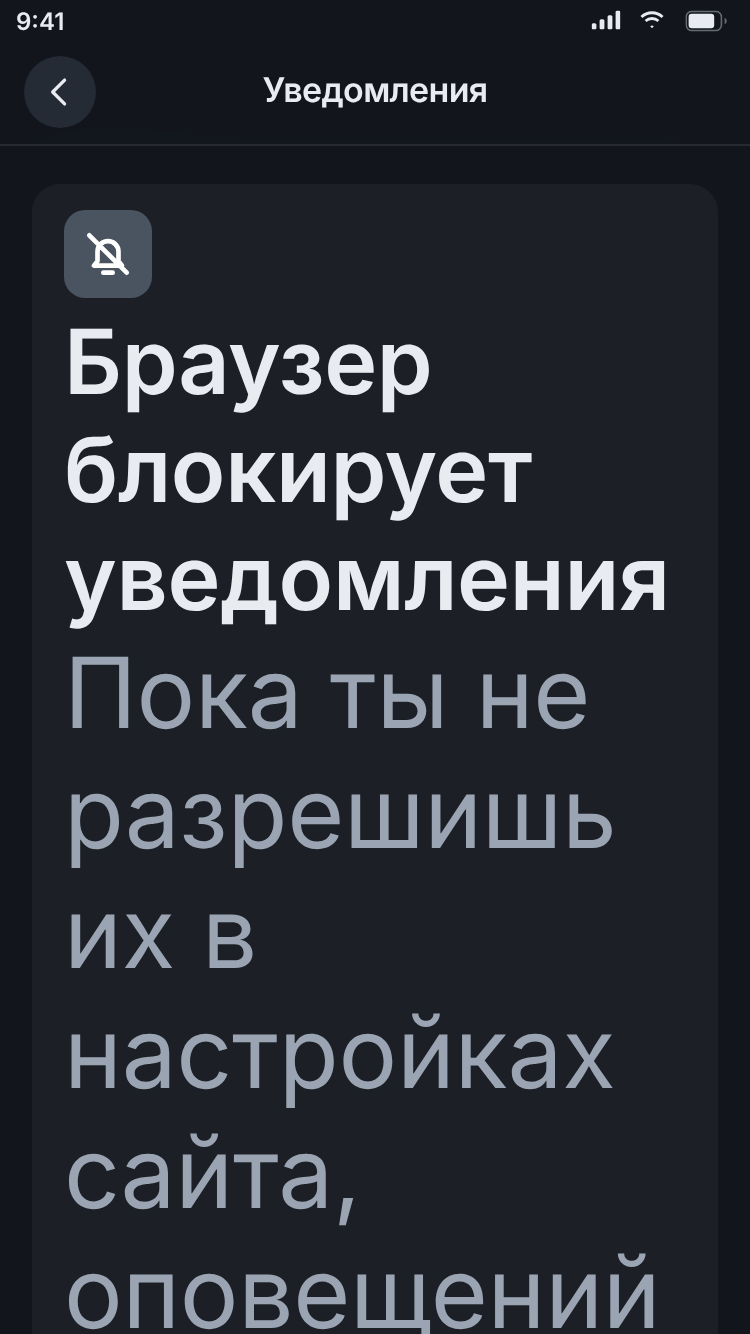 9:41
Уведомления
Браузер
блокирует
уведомления
Пока ты не
разрешишь
их в
настройках
сайта,
оповещений